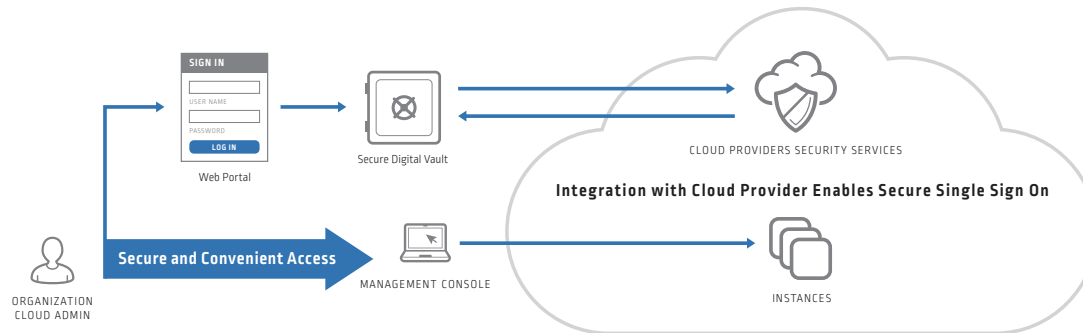 SIGN IN
USER NAME
PASSWORD
LOG IN
Web Portal
Secure Digital Vault
CLOUD PROVIDERS SECURITY SERVICES
Integration with Cloud Provider Enables Secure Single Sign On
Secure and Convenient Access
ORGANIZATION
CLOUD ADMIN
MANAGEMENT CONSOLE
INSTANCES